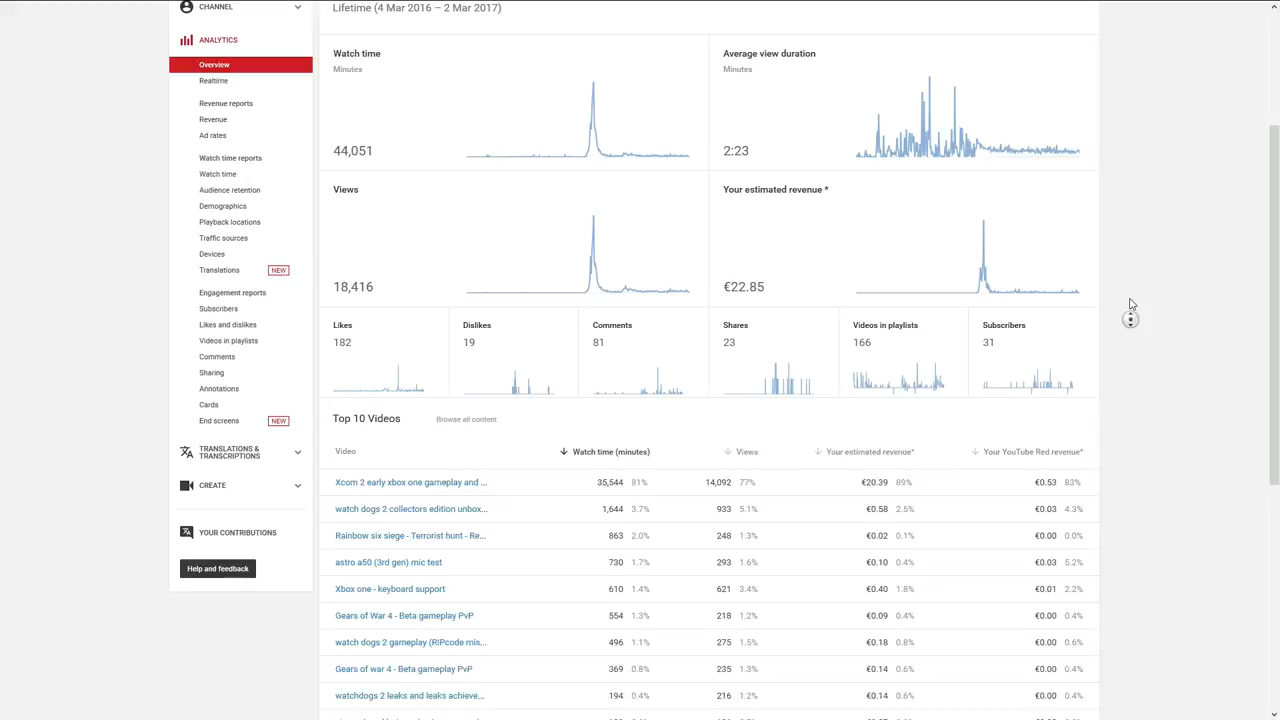 CHANNEL
Lifetime (4 Mar 2016 – 2 Mar 2017)
ANALYTICS
Overview
Realtime
Revenue reports
Revenue
Ad rates
Watch time reports
Watch time
Audience retention
Demographics
Playback locations
Traffic sources
Devices
Translations NEW
Engagement reports
Subscribers
Likes and dislikes
Videos in playlists
Comments
Sharing
Annotations
Cards
End screens NEW
TRANSLATIONS &
TRANSCRIPTIONS
CREATE
YOUR CONTRIBUTIONS
Help and feedback
Watch time
Minutes
44,051
Average view duration
Minutes
2:23
Views
18,416
Your estimated revenue *
€22.85
Likes
182
Dislikes
19
Comments
81
Shares
23
Videos in playlists
166
Subscribers
31
Top 10 Videos Browse all content
Video Watch time (minutes) Views Your estimated revenue* Your YouTube Red revenue*
Xcom 2 early xbox one gameplay and ... 35,544 81% 14,092 77% €20.39 89% €0.53 83%
watch dogs 2 collectors edition unbox... 1,644 3.7% 933 5.1% €0.58 2.5% €0.03 4.3%
Rainbow six siege - Terrorist hunt - Re... 863 2.0% 248 1.3% €0.02 0.1% €0.00 0.0%
astro a50 (3rd gen) mic test 730 1.7% 293 1.6% €0.10 0.4% €0.03 5.2%
Xbox one - keyboard support 610 1.4% 621 3.4% €0.40 1.8% €0.01 2.2%
Gears of War 4 - Beta gameplay PvP 554 1.3% 218 1.2% €0.09 0.4% €0.00 0.4%
watch dogs 2 gameplay (RIPcode mis... 496 1.1% 275 1.5% €0.18 0.8% €0.00 0.6%
Gears of war 4 - Beta gameplay PvP 369 0.8% 235 1.3% €0.14 0.6% €0.00 0.4%
watchdogs 2 leaks and leaks achieve... 194 0.4% 216 1.2% €0.14 0.6% €0.00 0.4%